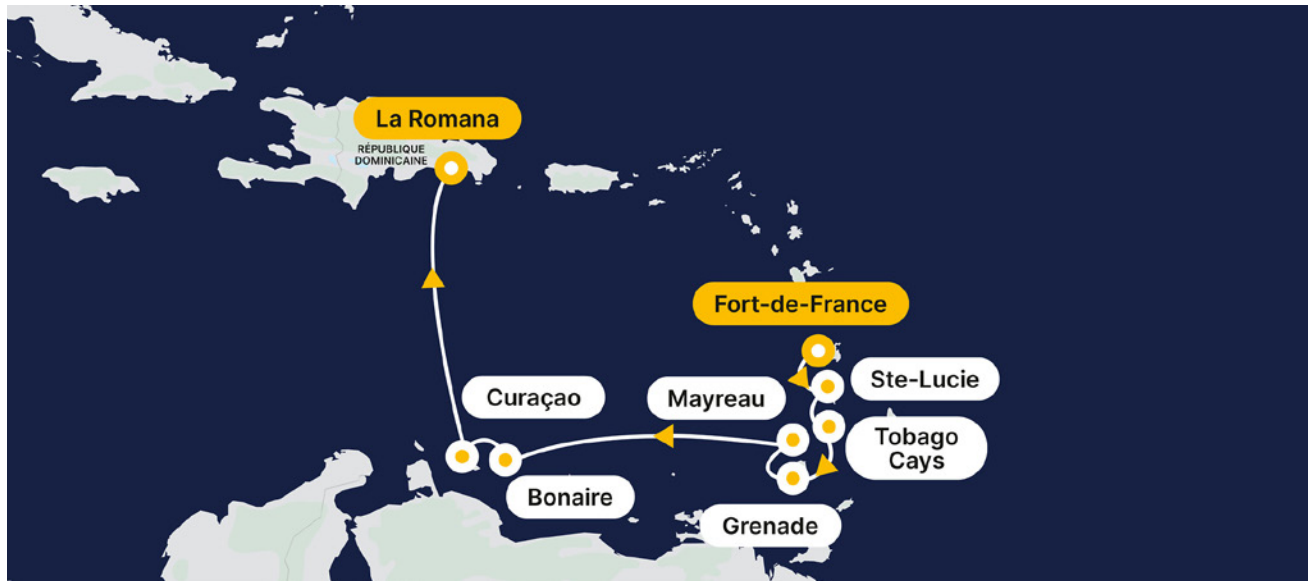 La Romana
RÉPUBLIQUE
DOMINICAINE
Fort-de-France
Ste-Lucie
Curaçao
Mayreau
Tobago
Cays
Bonaire
Grenade